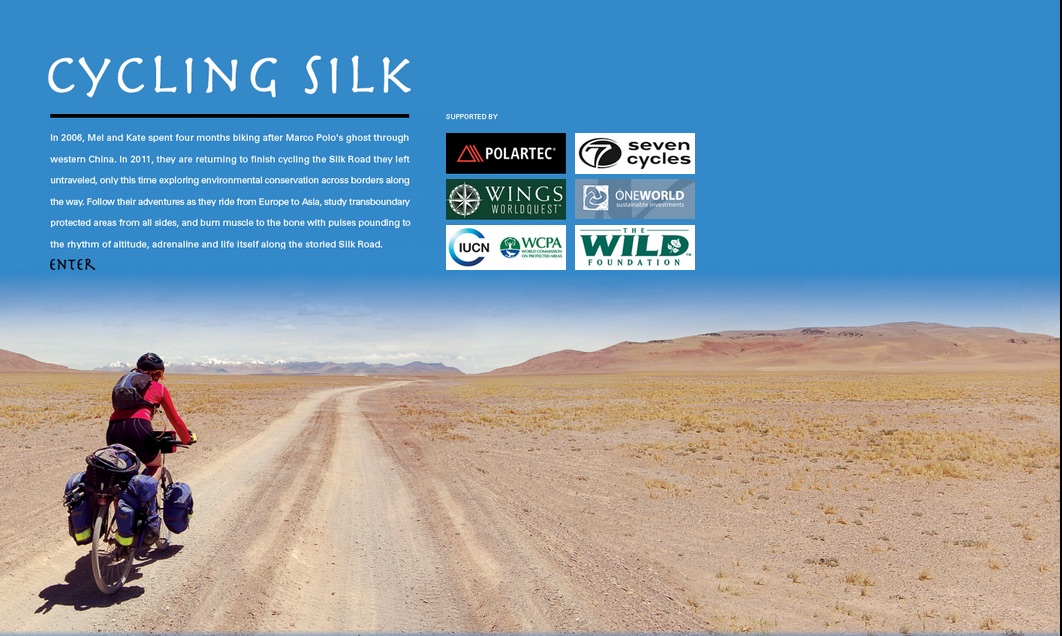 CYCLING SILK
In 2006, Mel and Kate spent four months biking after Marco Polo's ghost through
western China. In 2011, they are returning to finish cycling the Silk Road they left
untraveled, only this time exploring environmental conservation across borders along
the way. Follow their adventures as they ride from Europe to Asia, study transboundary
protected areas from all sides, and burn muscle to the bone with pulses pounding to
the rhythm of altitude, adrenaline and life itself along the storied Silk Road.
ENTER
SUPPORTED BY
POLARTEC®
seven
cycles
WINGS
WORLDQUEST
ONEWORLD
sustainable investments
IUCN
WCPA
WORLD COMMISSION
ON PROTECTED AREAS
THE
WILD™
FOUNDATION